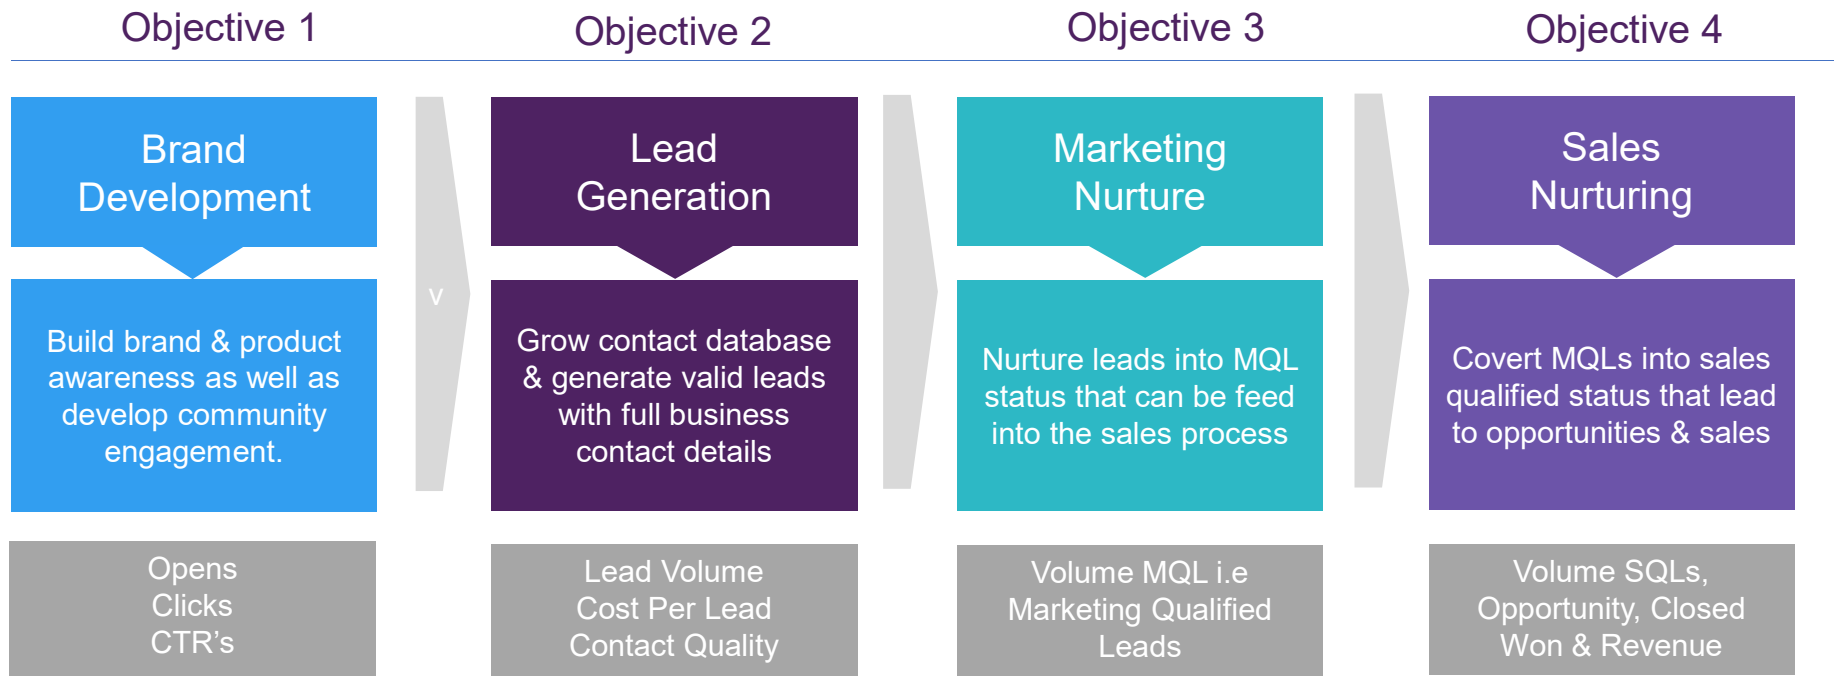 Objective 1
Objective 2
Objective 3
Objective 4
Brand
Development
Lead
Generation
Marketing
Nurture
Sales
Nurturing
Build brand & product
awareness as well as
develop community
engagement.
v
Grow contact database
& generate valid leads
with full business
contact details
Nurture leads into MQL
status that can be feed
into the sales process
Covert MQLs into sales
qualified status that lead
to opportunities & sales
Opens
Clicks
CTR’s
Lead Volume
Cost Per Lead
Contact Quality
Volume MQL i.e
Marketing Qualified
Leads
Volume SQLs,
Opportunity, Closed
Won & Revenue